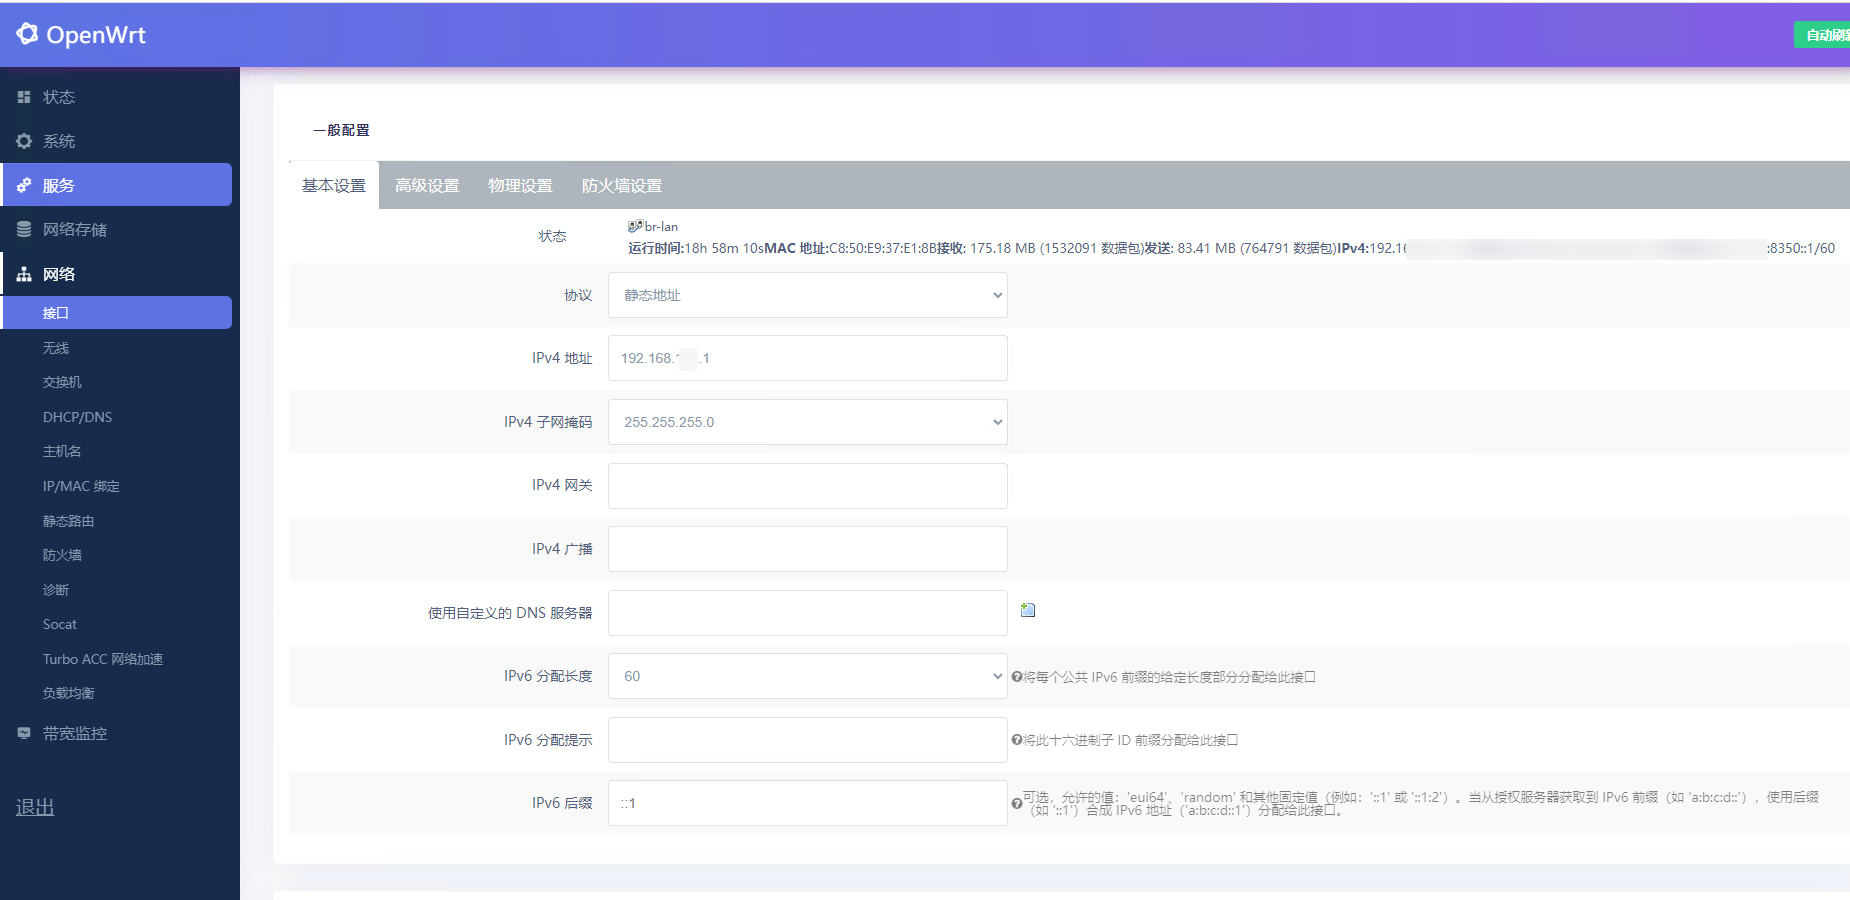 OpenWrt
自动刷
状态
系统
服务
网络存储
网络
接口
无线
交换机
DHCP/DNS
主机名
IP/MAC 绑定
静态路由
防火墙
诊断
Socat
Turbo ACC 网络加速
负载均衡
带宽监控
退出
一般配置
基本设置 高级设置 物理设置 防火墙设置
状态
br-lan
运行时间:18h 58m 10sMAC 地址:C8:50:E9:37:E1:8B接收: 175.18 MB (1532091 数据包)发送: 83.41 MB (764791 数据包)IPv4:192.16 :8350::1/60
协议 静态地址
IPv4 地址 192.168. .1
IPv4 子网掩码 255.255.255.0
IPv4 网关
IPv4 广播
使用自定义的 DNS 服务器
IPv6 分配长度 60 将每个公共 IPv6 前缀的给定长度部分分配给此接口
IPv6 分配提示 将此十六进制子 ID 前缀分配给此接口
IPv6 后缀 ::1 可选，允许的值：'eui64'、'random' 和其他固定值（例如：'::1' 或 '::1:2'）。当从授权服务器获取到 IPv6 前缀（如 'a:b:c:d::'），使用后缀
（如 '::1'）合成 IPv6 地址（'a:b:c:d::1'）分配给此接口。